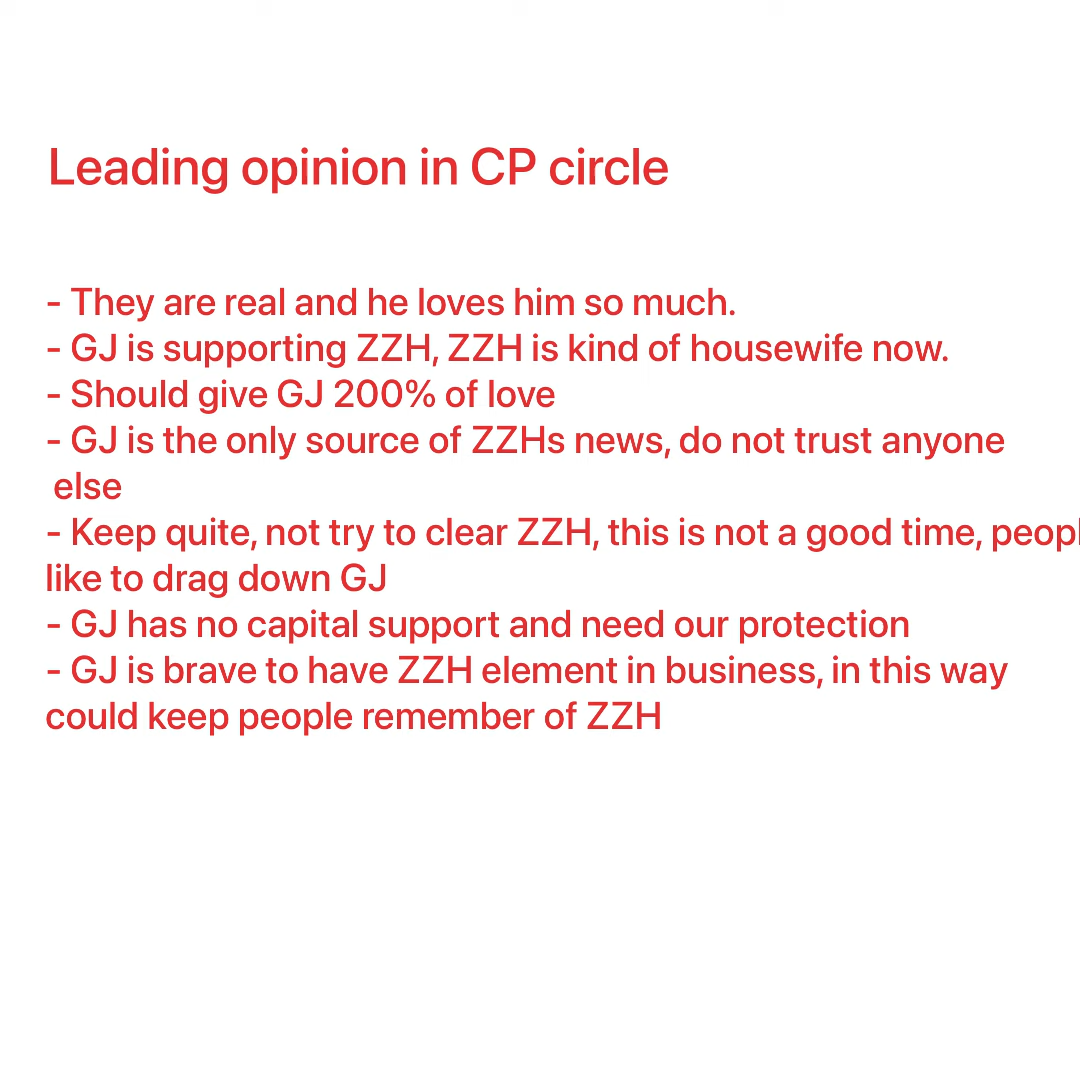 Leading opinion in CP circle
- They are real and he loves him so much.
- GJ is supporting ZZH, ZZH is kind of housewife now.
- Should give GJ 200% of love
- GJ is the only source of ZZHs news, do not trust anyone
else
- Keep quite, not try to clear ZZH, this is not a good time, peopl
like to drag down GJ
- GJ has no capital support and need our protection
- GJ is brave to have ZZH element in business, in this way
could keep people remember of ZZH